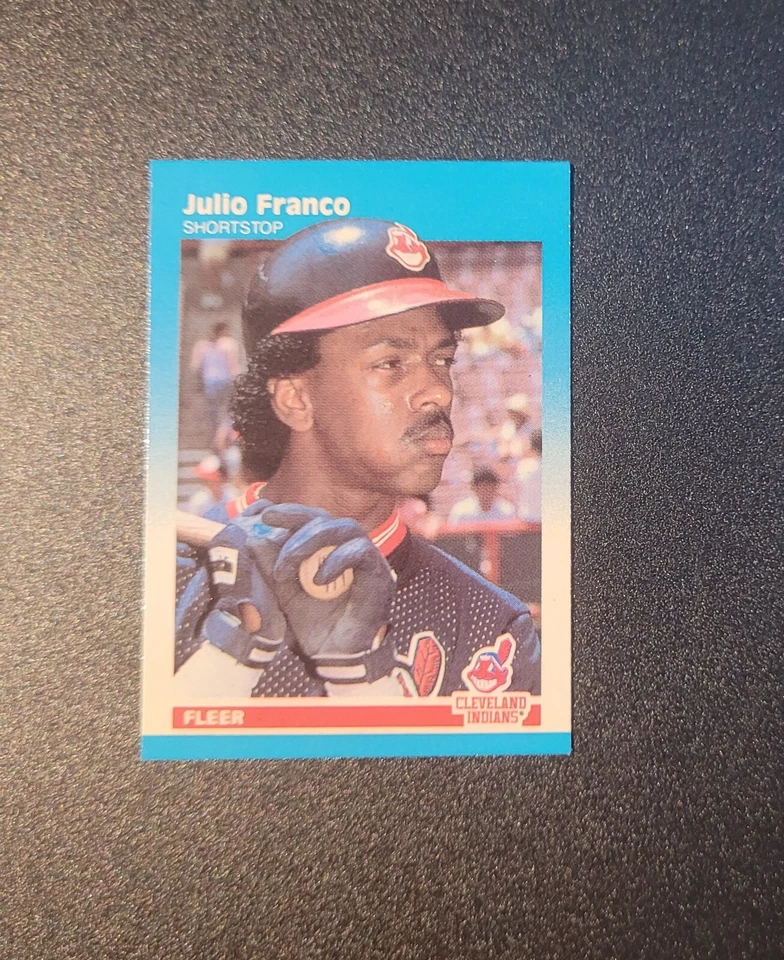 Julio Franco
SHORTSTOP
FLEER
CLEVELAND
INDIANS